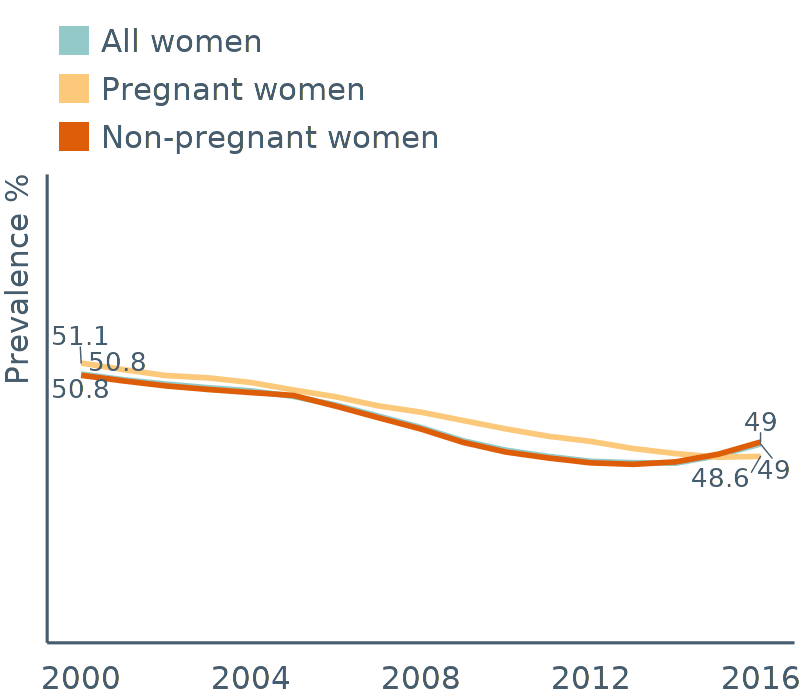 All women
Pregnant women
Non-pregnant women
Prevalence %
51.1
50.8
50.8
49
49
48.6
2000 2004 2008 2012 2016